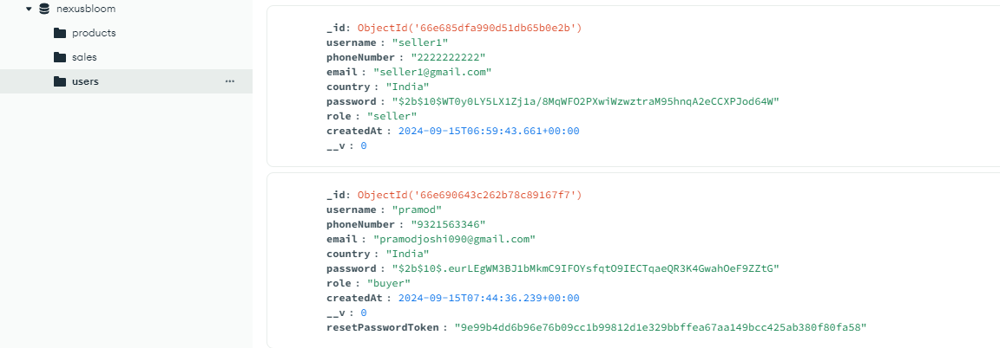 nexusbloom
products
sales
users
_id: ObjectId('66e685dfa990d51db65b0e2b')
username : "seller1"
phoneNumber : "2222222222"
email : "seller1@gmail.com"
country : "India"
password : "$2b$10$WT0y0LY5LX1Zj1a/8MqWFO2PXwiWzwztraM95hnqA2eCCXPJod64W"
role : "seller"
createdAt : 2024-09-15T06:59:43.661+00:00
__v : 0
_id: ObjectId('66e690643c262b78c89167f7')
username : "pramod"
phoneNumber : "9321563346"
email : "pramodjoshi090@gmail.com"
country : "India"
password : "$2b$10$.eurLEgWM3BJ1bMkmC9IFOYsfqtO9IECTqaeQR3K4GwahOeF9ZZtG"
role : "buyer"
createdAt : 2024-09-15T07:44:36.239+00:00
__v : 0
resetPasswordToken : "9e99b4dd6b96e76b09cc1b99812d1e329bbffea67aa149bcc425ab380f80fa58"